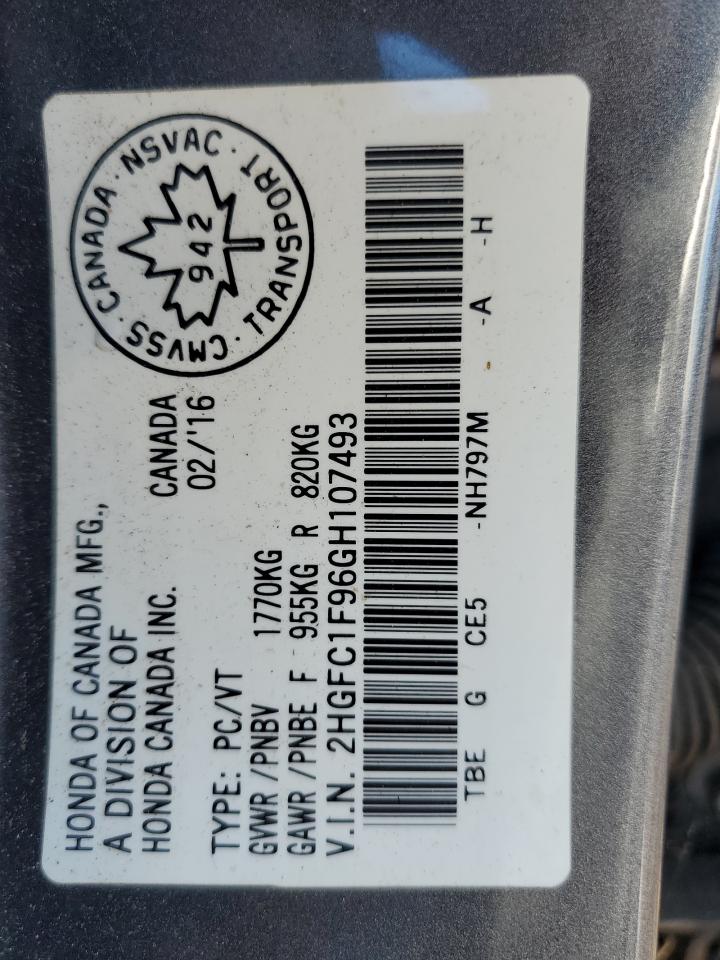 HONDA OF CANADA MFG.,
A DIVISION OF
HONDA CANADA INC.
CANADA
02/'16
CMVSS · CANADA · NSVAC · TRANSPORT ·
942
TYPE: PC/VT
GVWR /PNBV 1770KG
GAWR /PNBE F 955KG R 820KG
V.I.N. 2HGFC1F96GH107493
TBE G CE5 -NH797M -A -H